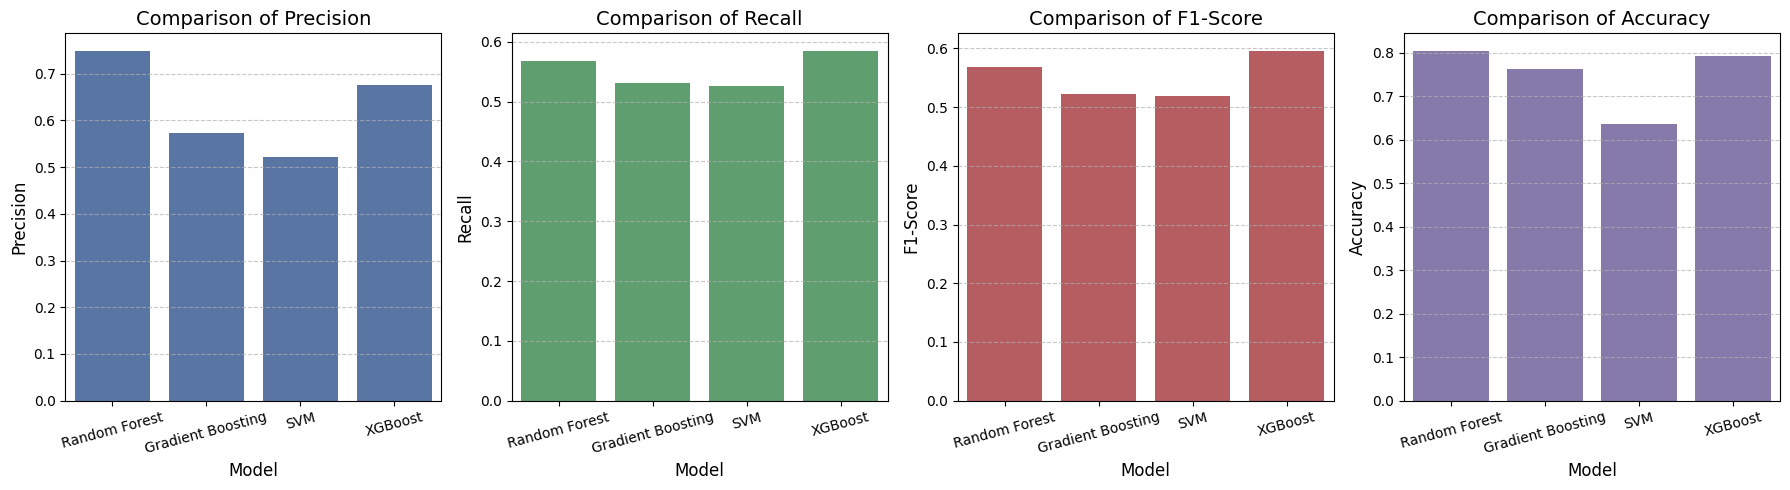 Comparison of Precision
Precision
0.7
0.6
0.5
0.4
0.3
0.2
0.1
0.0
Random Forest
Gradient Boosting
SVM
XGBoost
Model
Comparison of Recall
Recall
0.6
0.5
0.4
0.3
0.2
0.1
0.0
Random Forest
Gradient Boosting
SVM
XGBoost
Model
Comparison of F1-Score
F1-Score
0.6
0.5
0.4
0.3
0.2
0.1
0.0
Random Forest
Gradient Boosting
SVM
XGBoost
Model
Comparison of Accuracy
Accuracy
0.8
0.7
0.6
0.5
0.4
0.3
0.2
0.1
0.0
Random Forest
Gradient Boosting
SVM
XGBoost
Model